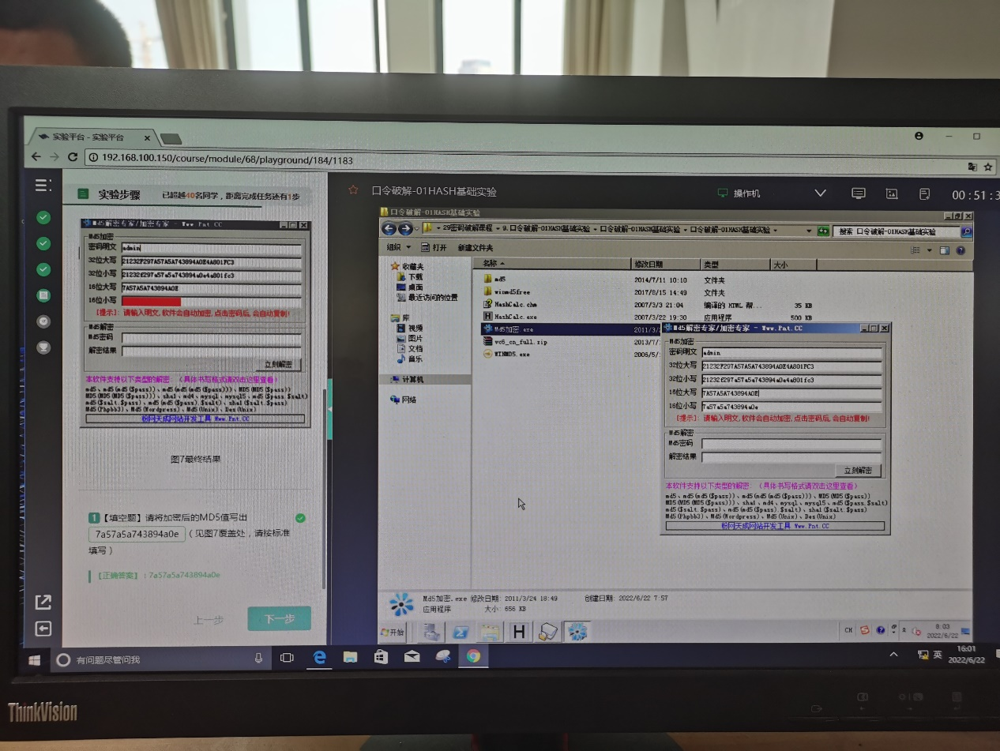 实验平台 - 实验平台
192.168.100.150/course/module/68/playground/184/1183
实验步骤
已超越40名同学，距离完成任务还有1步
Md5解密专家/加密专家 - Www.Fnt.CC
Md5加密
密码明文 admin
32位大写 21232F297A57A5A743894A0E4A801FC3
32位小写 21232f297a57a5a743894a0e4a801fc3
16位大写 7A57A5A743894A0E
16位小写
[提示]：请输入明文,软件会自动加密,点击密码后,会自动复制!
Md5解密
Md5密码
解密结果
立刻解密
本软件支持以下类型的解密：（具体书写格式请双击这里查看）
md5、md5(md5($pass))、md5(md5(md5($pass)))、MD5(MD5($pass))
MD5(MD5(MD5($pass)))、sha1、md4、mysql、mysql5、md5($pass.$salt)
md5($salt.$pass)、md5(md5($pass).$salt)、sha1($salt.$pass)
Md5(Phpbb3)、Md5(Wordpress)、Md5(Unix)、Des(Unix)
粉网天成网站开发工具 Www.Fnt.CC
图7最终结果
1【填空题】请将加密后的MD5值写出
7a57a5a743894a0e（见图7覆盖处，请按标准
填写）
【正确答案】：7a57a5a743894a0e
上一步
下一步
口令破解-01HASH基础实验
操作机
00:51:3
口令破解-01HASH基础实验
29密码破解课程 9.口令破解-01HASH基础实验 口令破解-01HASH基础实验 口令破解-01HASH基础实验
搜索 口令破解-01HASH基础实验
组织 打开 新建文件夹
收藏夹
下载
桌面
最近访问的位置
库
视频
图片
文档
音乐
计算机
网络
名称 修改日期 类型 大小
md5 2014/7/11 10:10 文件夹
winmd5free 2017/8/15 14:49 文件夹
HashCalc.chm 2007/3/3 21:04 编译的 HTML 帮... 35 KB
HashCalc.exe 2007/3/22 19:30 应用程序 500 KB
Md5加密.exe 2011/3/2
vc6_cn_full.zip 2013/7/
WINMD5.exe 2006/5/
Md5解密专家/加密专家 - Www.Fnt.CC
Md5加密
密码明文 admin
32位大写 21232F297A57A5A743894A0E4A801FC3
32位小写 21232f297a57a5a743894a0e4a801fc3
16位大写 7A57A5A743894A0E
16位小写 7a57a5a743894a0e
[提示]：请输入明文,软件会自动加密,点击密码后,会自动复制!
Md5解密
Md5密码
解密结果
立刻解密
本软件支持以下类型的解密：（具体书写格式请双击这里查看）
md5、md5(md5($pass))、md5(md5(md5($pass)))、MD5(MD5($pass))
MD5(MD5(MD5($pass)))、sha1、md4、mysql、mysql5、md5($pass.$salt)
md5($salt.$pass)、md5(md5($pass).$salt)、sha1($salt.$pass)
Md5(Phpbb3)、Md5(Wordpress)、Md5(Unix)、Des(Unix)
粉网天成网站开发工具 Www.Fnt.CC
Md5加密.exe 修改日期: 2011/3/24 18:49 创建日期: 2022/6/22 7:57
应用程序 大小: 656 KB
开始
CH
8:03
2022/6/22
有问题尽管问我
英
16:01
2022/6/22
ThinkVision